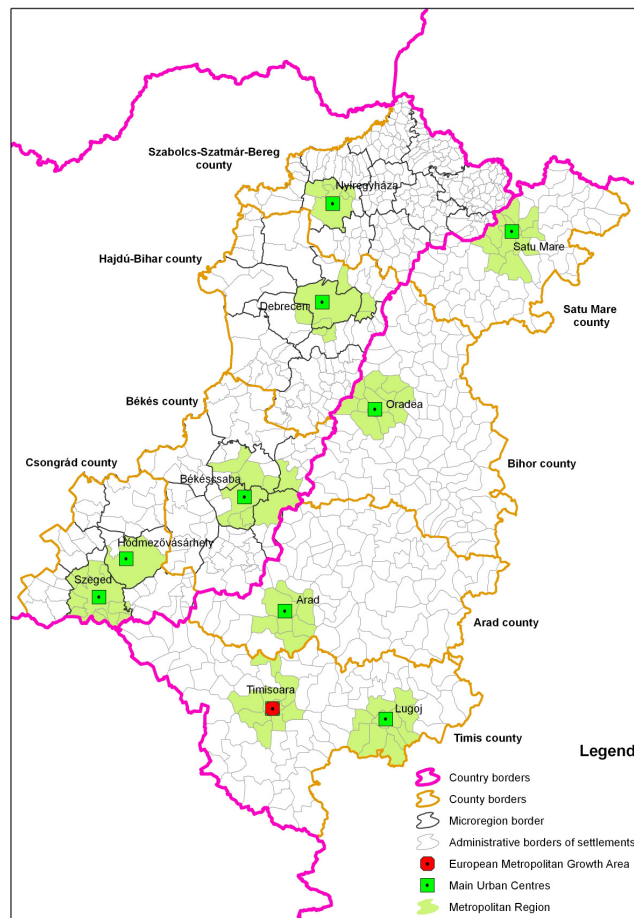 Szabolcs-Szatmár-Bereg
county
Nyíregyháza
Satu Mare
Hajdú-Bihar county
Debrecen
Satu Mare
county
Békés county
Oradea
Csongrád county
Békéscsaba
Bihor county
Hódmezővásárhely
Szeged
Arad
Arad county
Timisoara
Lugoj
Timis county
Legend
Country borders
County borders
Microregion border
Administrative borders of settlements
European Metropolitan Growth Area
Main Urban Centres
Metropolitan Region